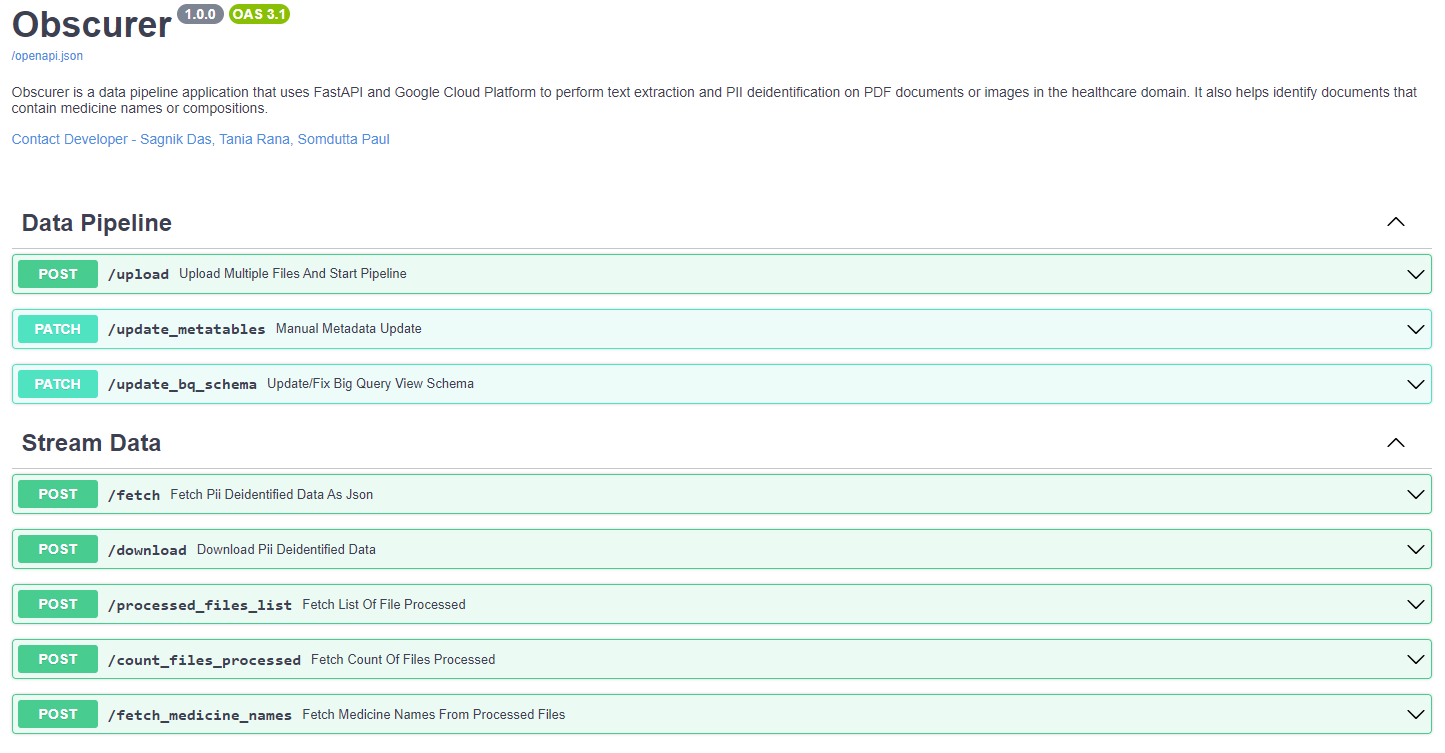 Obscurer 1.0.0 OAS 3.1
/openapi.json
Obscurer is a data pipeline application that uses FastAPI and Google Cloud Platform to perform text extraction and PII deidentification on PDF documents or images in the healthcare domain. It also helps identify documents that
contain medicine names or compositions.
Contact Developer - Sagnik Das, Tania Rana, Somdutta Paul
Data Pipeline
POST /upload Upload Multiple Files And Start Pipeline
PATCH /update_metatables Manual Metadata Update
PATCH /update_bq_schema Update/Fix Big Query View Schema
Stream Data
POST /fetch Fetch Pii Deidentified Data As Json
POST /download Download Pii Deidentified Data
POST /processed_files_list Fetch List Of File Processed
POST /count_files_processed Fetch Count Of Files Processed
POST /fetch_medicine_names Fetch Medicine Names From Processed Files